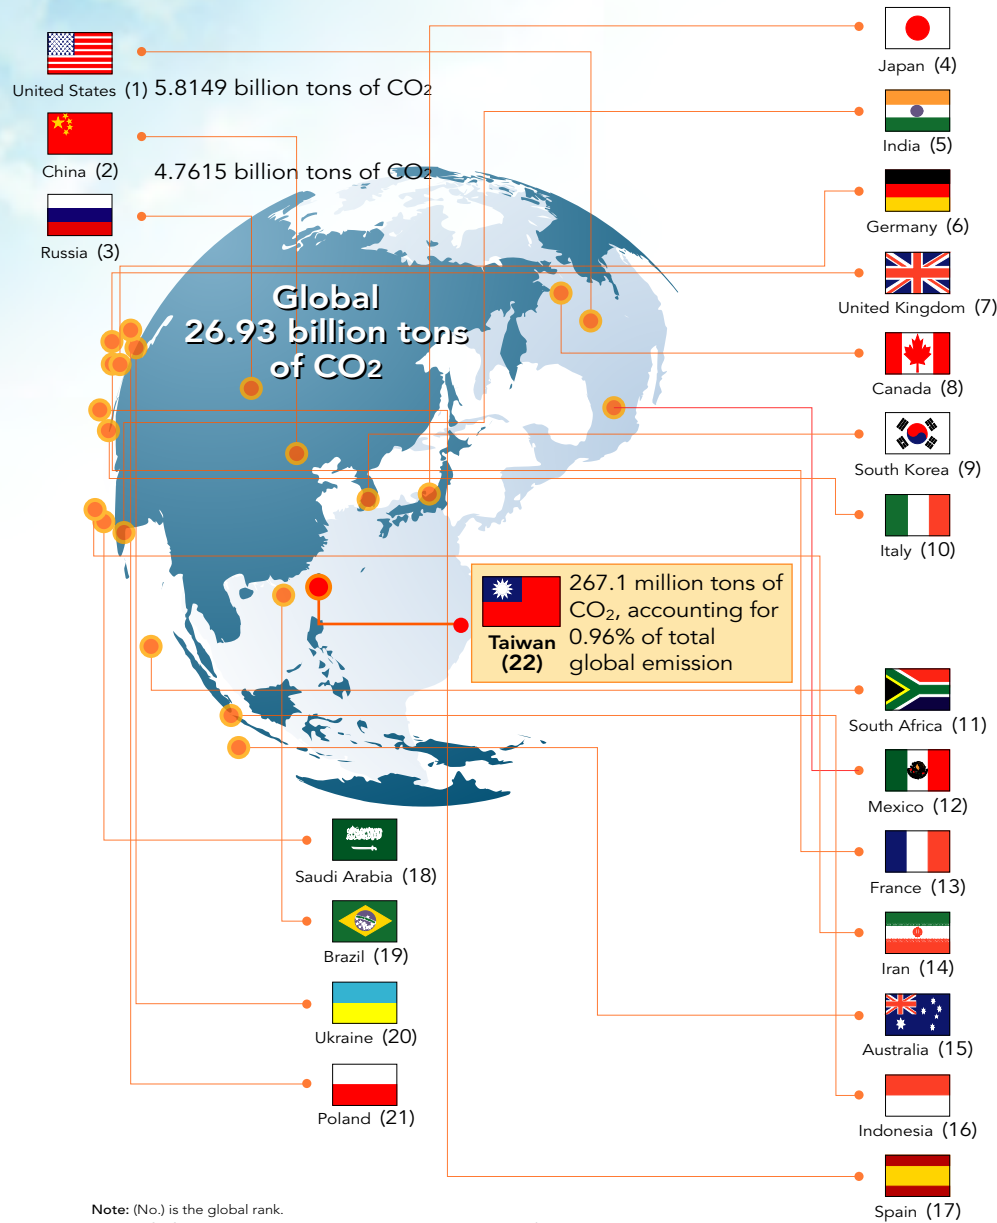 United States (1) 5.8149 billion tons of CO2
China (2) 4.7615 billion tons of CO2
Russia (3)
Global
26.93 billion tons
of CO2
Japan (4)
India (5)
Germany (6)
United Kingdom (7)
Canada (8)
South Korea (9)
Italy (10)
Taiwan
(22)
267.1 million tons of
CO₂, accounting for
0.96% of total
global emission
South Africa (11)
Mexico (12)
France (13)
Iran (14)
Australia (15)
Indonesia (16)
Spain (17)
Saudi Arabia (18)
Brazil (19)
Ukraine (20)
Poland (21)
Note: (No.) is the global rank.